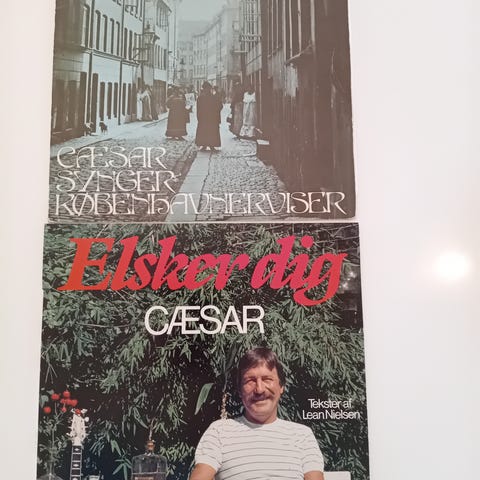 CÆSAR
SYNGER
KØBENHAVNERVISER
Elsker dig
CÆSAR
Tekster af
Lean Nielsen